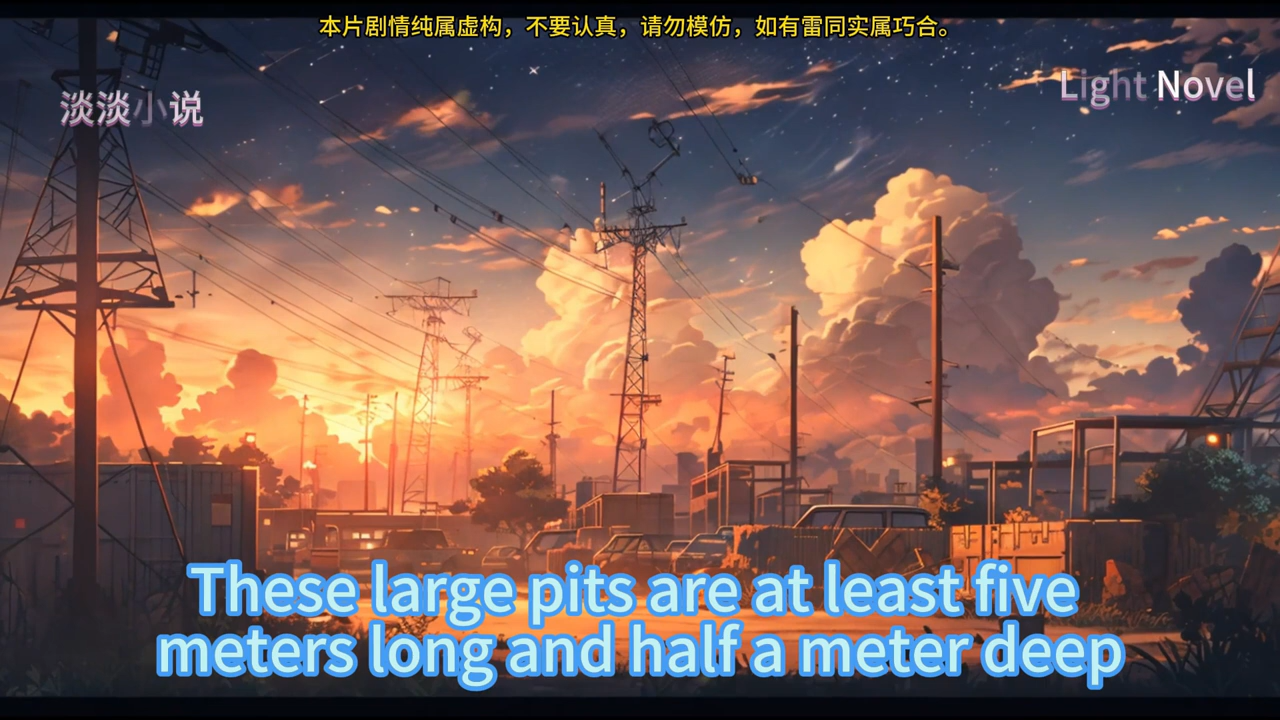 本片剧情纯属虚构，不要认真，请勿模仿，如有雷同实属巧合。
淡淡小说
Light Novel
These large pits are at least five
meters long and half a meter deep